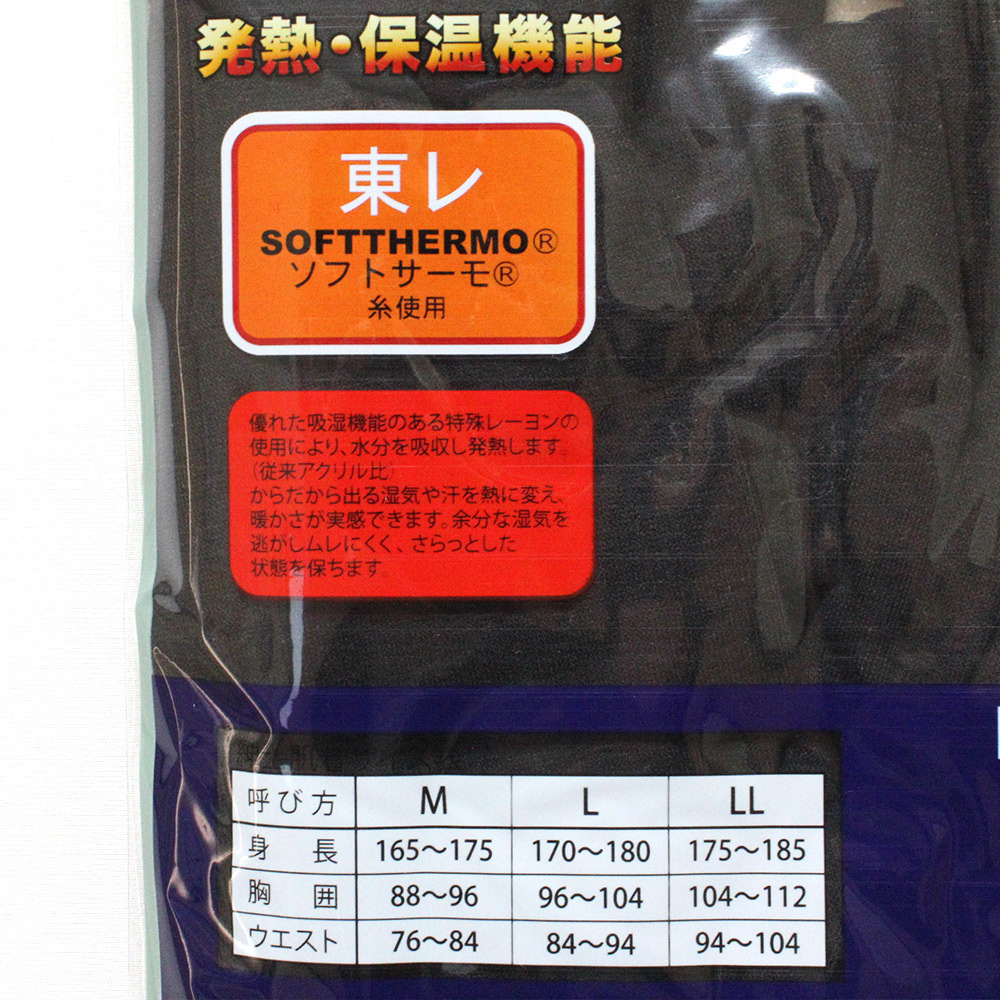 発熱・保温機能
東レ
SOFTTHERMO®
ソフトサーモ®
糸使用
優れた吸湿機能のある特殊レーヨンの
使用により、水分を吸収し発熱します。
(従来アクリル比)
からだから出る湿気や汗を熱に変え、
暖かさが実感できます。余分な湿気を
逃がしムレにくく、さらっとした
状態を保ちます。
呼び方 M L LL
身長 165～175 170～180 175～185
胸囲 88～96 96～104 104～112
ウエスト 76～84 84～94 94～104